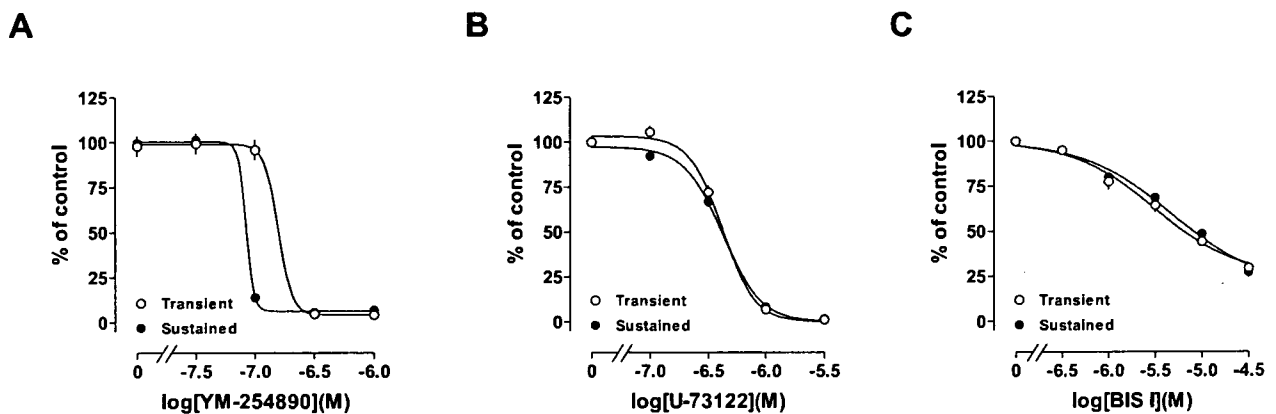 A
125
100
75
50
25
0
% of control
Transient
Sustained
0 -7.5 -7.0 -6.5 -6.0
log[YM-254890](M)
B
125
100
75
50
25
0
% of control
Transient
Sustained
0 -7.0 -6.5 -6.0 -5.5
log[U-73122](M)
C
125
100
75
50
25
0
% of control
Transient
Sustained
0 -6.5 -6.0 -5.5 -5.0 -4.5
log[BIS I](M)